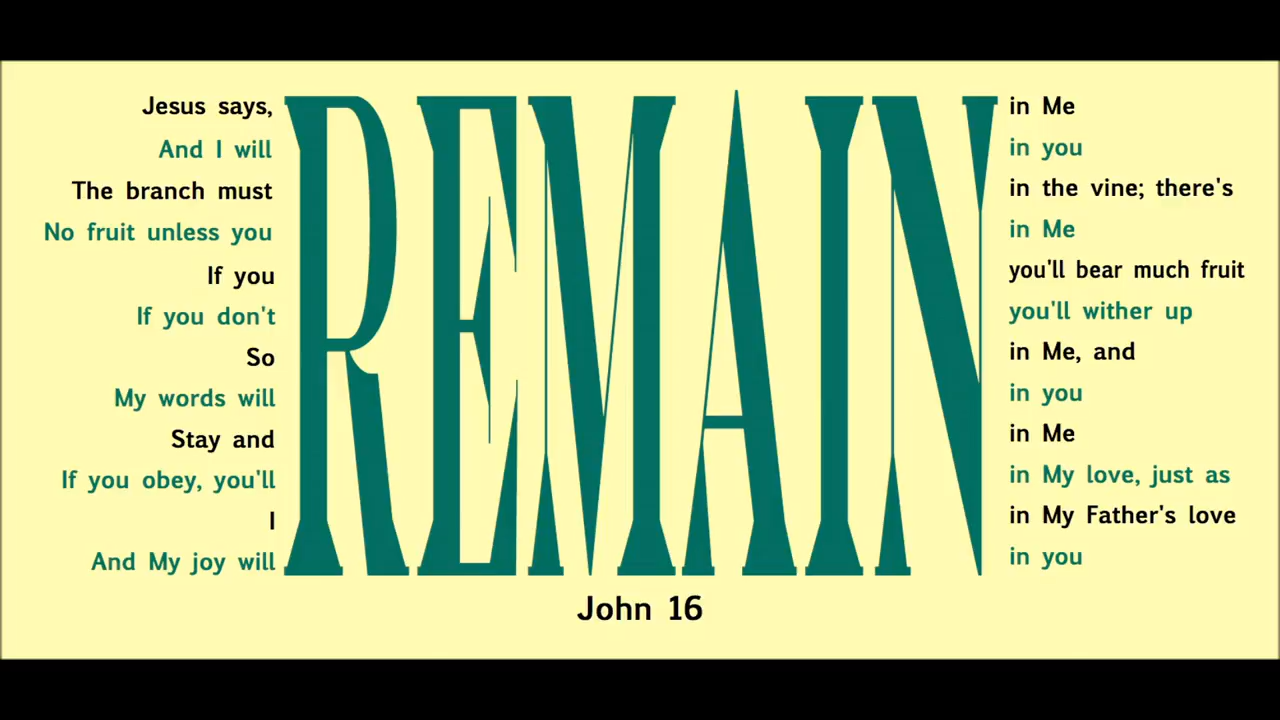 Jesus says, REMAIN in Me
And I will in you
The branch must in the vine; there's
No fruit unless you in Me
If you you'll bear much fruit
If you don't you'll wither up
So in Me, and
My words will in you
Stay and in Me
If you obey, you'll in My love, just as
I in My Father's love
And My joy will in you
John 16